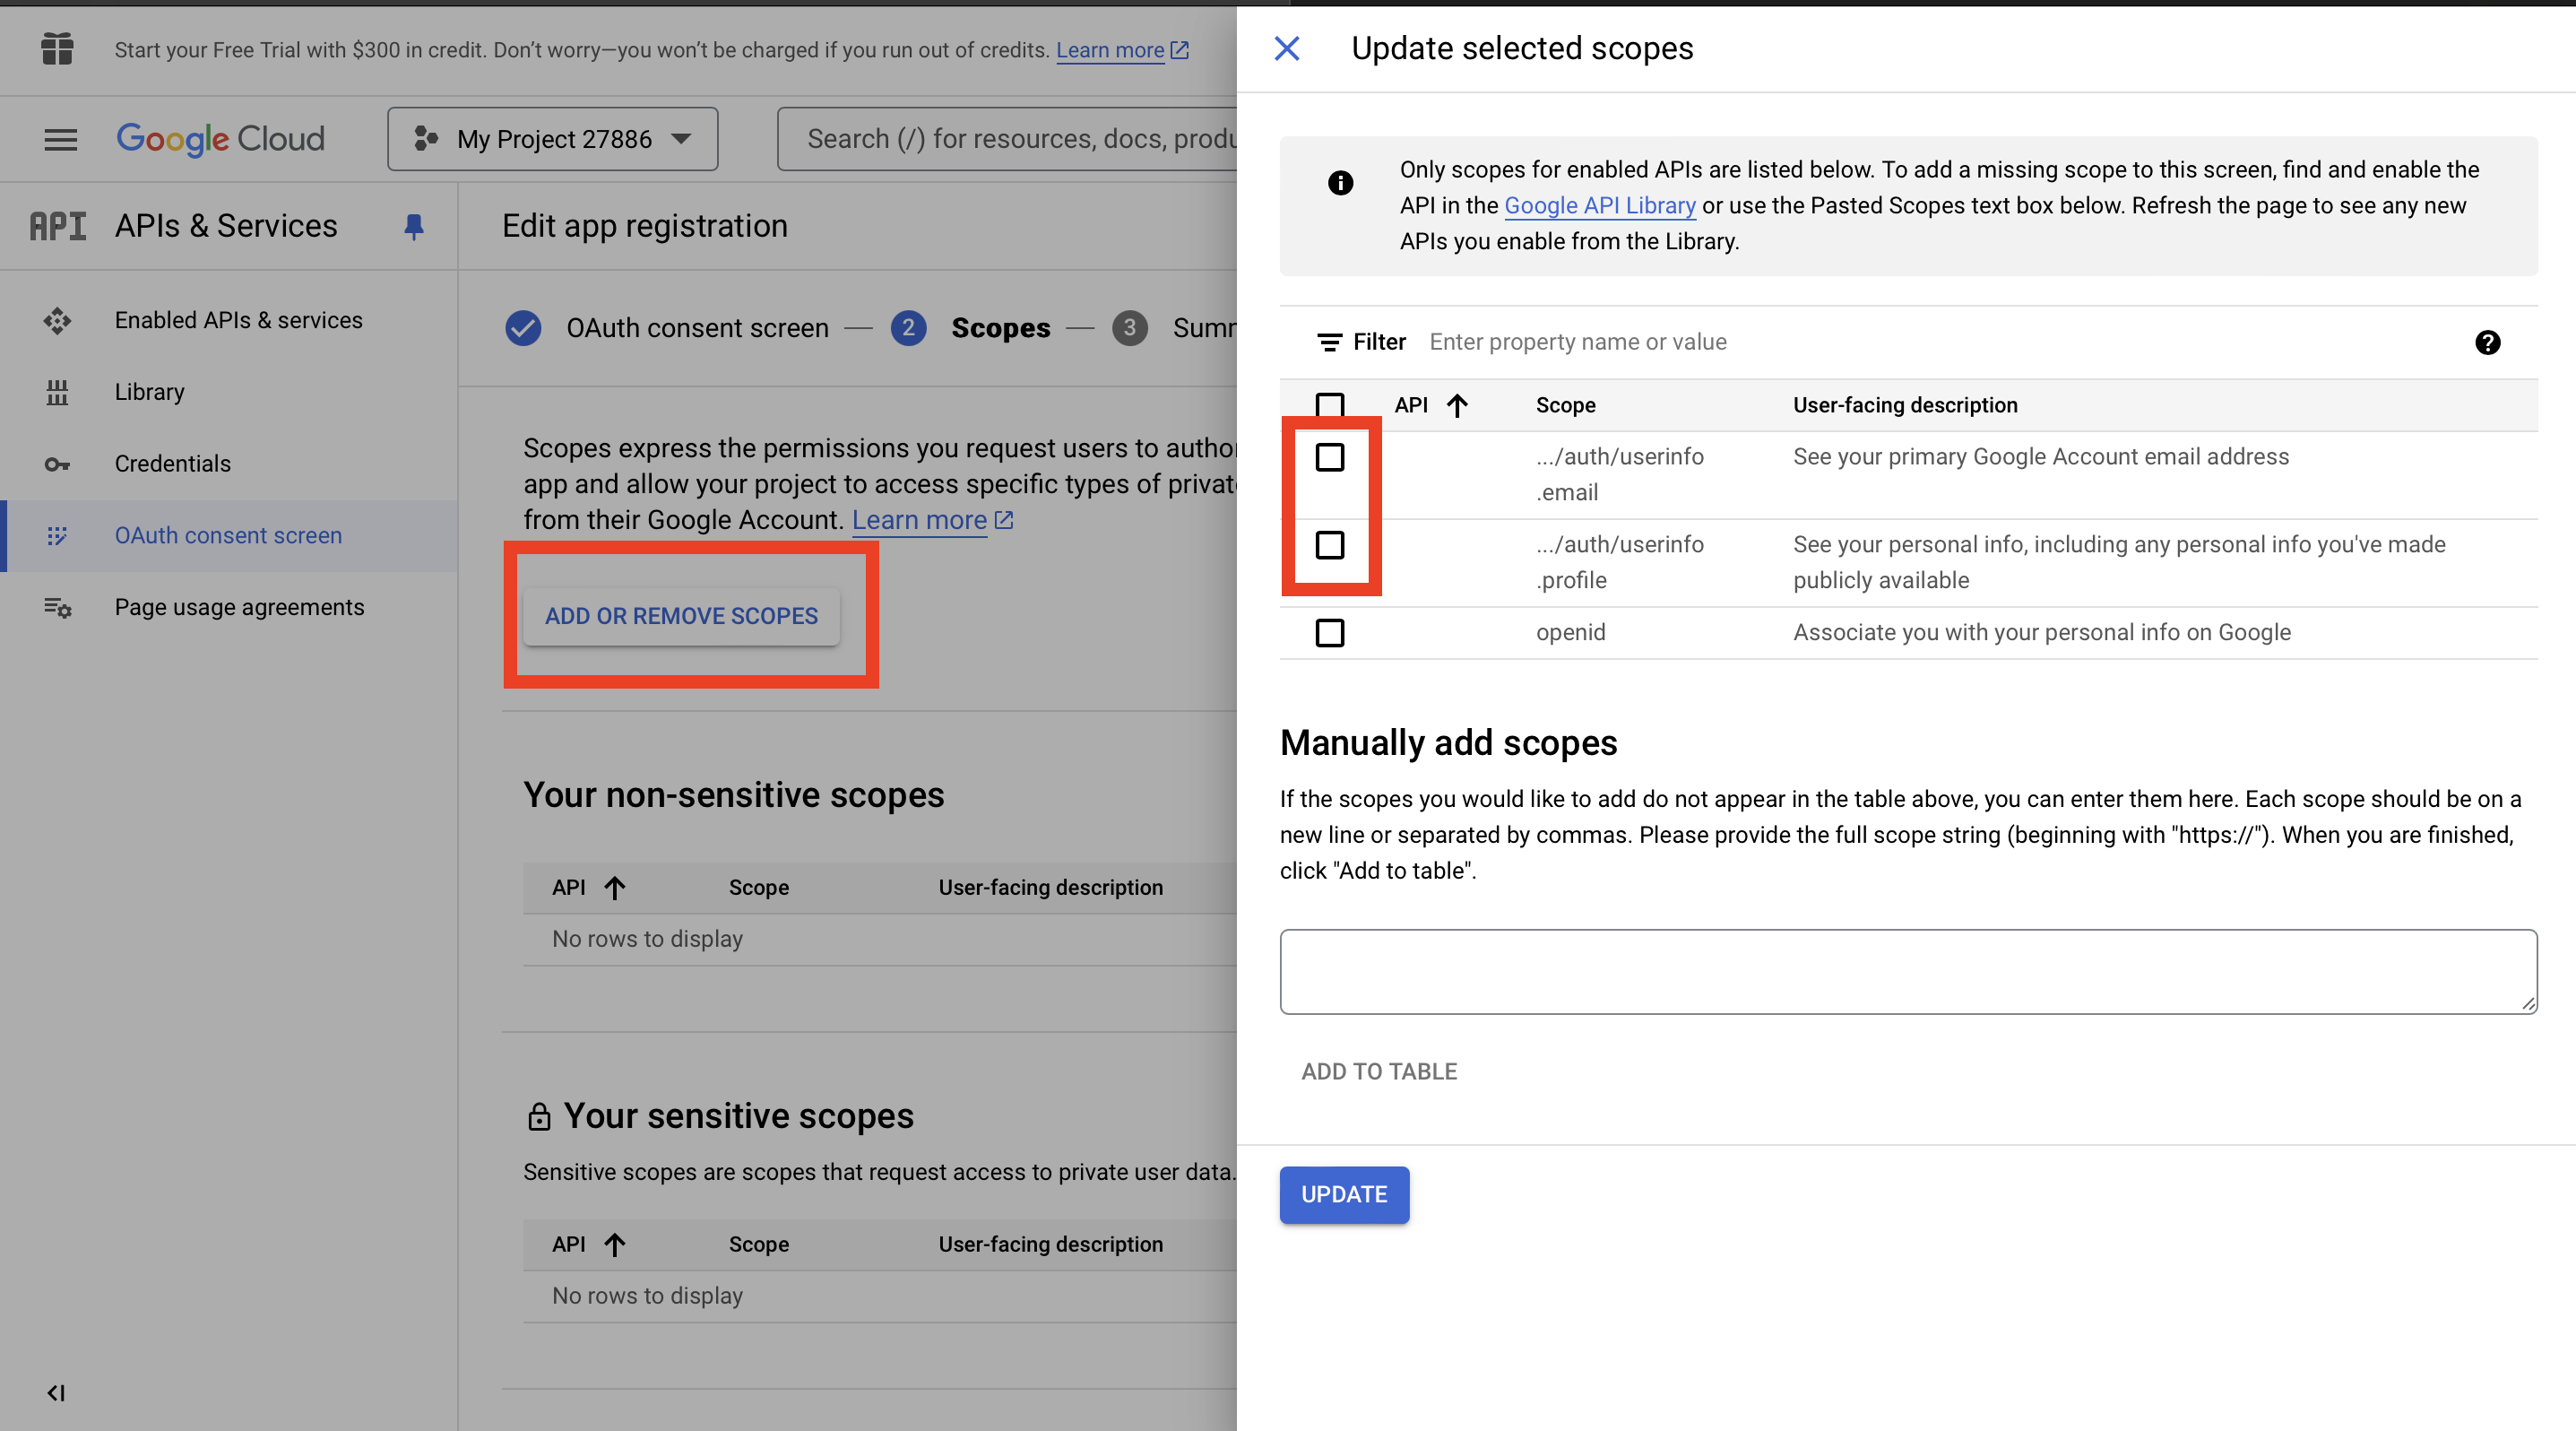 Start your Free Trial with $300 in credit. Don't worry—you won't be charged if you run out of credits. Learn more
Google Cloud
My Project 27886
Search (/) for resources, docs, produ
API APIs & Services
Enabled APIs & services
Library
Credentials
OAuth consent screen
Page usage agreements
Edit app registration
OAuth consent screen — 2 Scopes — 3 Summ
Scopes express the permissions you request users to author
app and allow your project to access specific types of private
from their Google Account. Learn more
ADD OR REMOVE SCOPES
Your non-sensitive scopes
API Scope User-facing description
No rows to display
Your sensitive scopes
Sensitive scopes are scopes that request access to private user data.
API Scope User-facing description
No rows to display
Update selected scopes
Only scopes for enabled APIs are listed below. To add a missing scope to this screen, find and enable the
API in the Google API Library or use the Pasted Scopes text box below. Refresh the page to see any new
APIs you enable from the Library.
Filter Enter property name or value
API Scope User-facing description
.../auth/userinfo See your primary Google Account email address
.email
.../auth/userinfo See your personal info, including any personal info you've made
.profile publicly available
openid Associate you with your personal info on Google
Manually add scopes
If the scopes you would like to add do not appear in the table above, you can enter them here. Each scope should be on a
new line or separated by commas. Please provide the full scope string (beginning with "https://"). When you are finished,
click "Add to table".
ADD TO TABLE
UPDATE